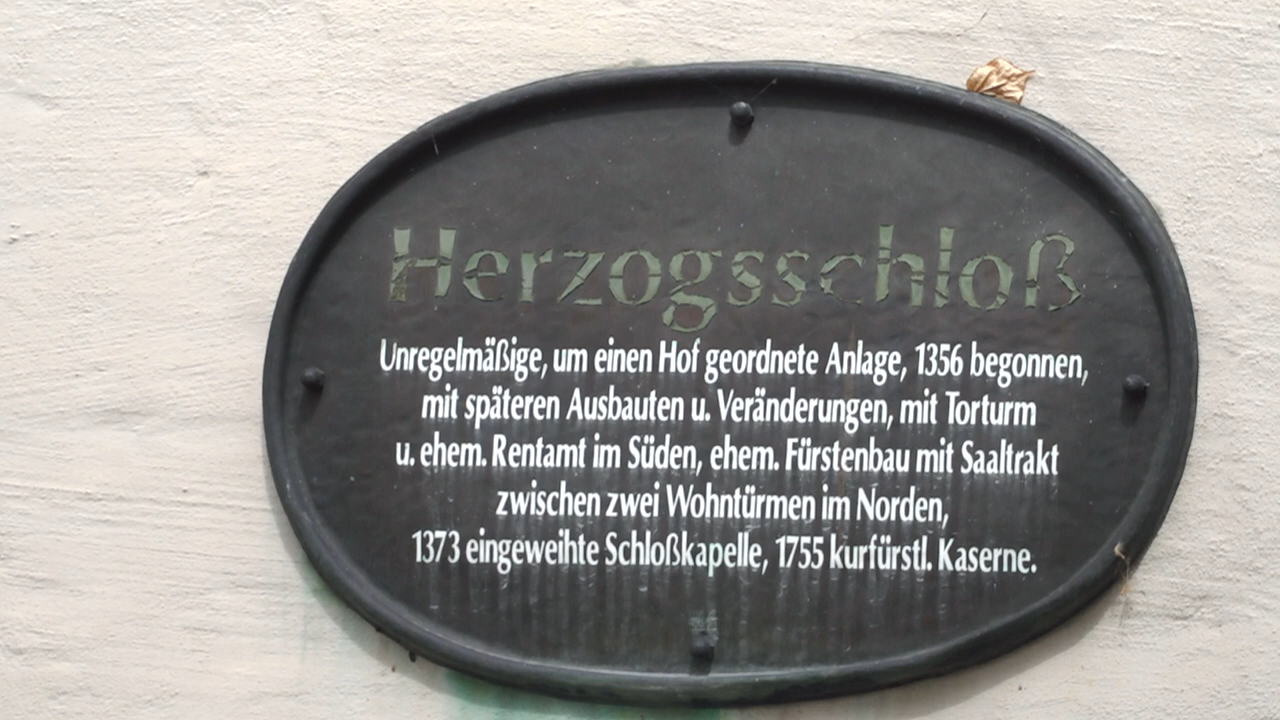 Herzogsschloß
Unregelmäßige, um einen Hof geordnete Anlage, 1356 begonnen,
mit späteren Ausbauten u. Veränderungen, mit Torturm
u. ehem. Rentamt im Süden, ehem. Fürstenbau mit Saaltrakt
zwischen zwei Wohntürmen im Norden,
1373 eingeweihte Schloßkapelle, 1755 kurfürstl. Kaserne.